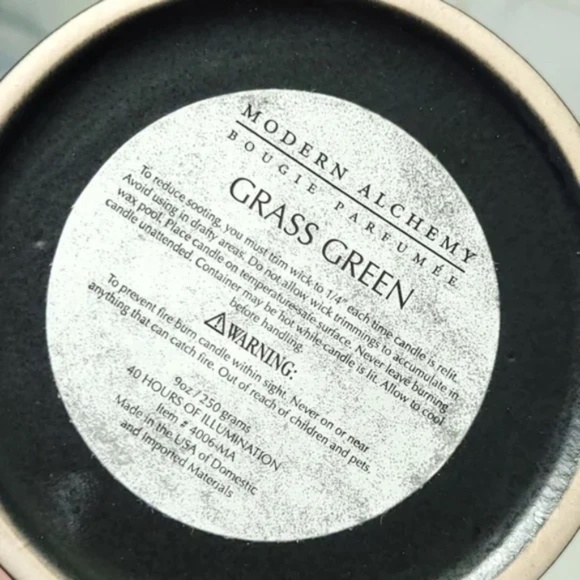 MODERN ALCHEMY
BOUGIE PARFUMÉE
GRASS GREEN
To reduce sooting, you must trim wick to 1/4" each time candle is relit.
Avoid using in drafty areas. Do not allow wick trimmings to accumulate in
wax pool. Place candle on temperature-safe surface. Never leave burning
candle unattended. Container may be hot while candle is lit. Allow to cool
before handling.
⚠WARNING:
To prevent fire burn candle within sight. Never on or near
anything that can catch fire. Out of reach of children and pets.
9oz / 250 grams
40 HOURS OF ILLUMINATION
Item # 4006-MA
Made in the USA of Domestic
and Imported Materials